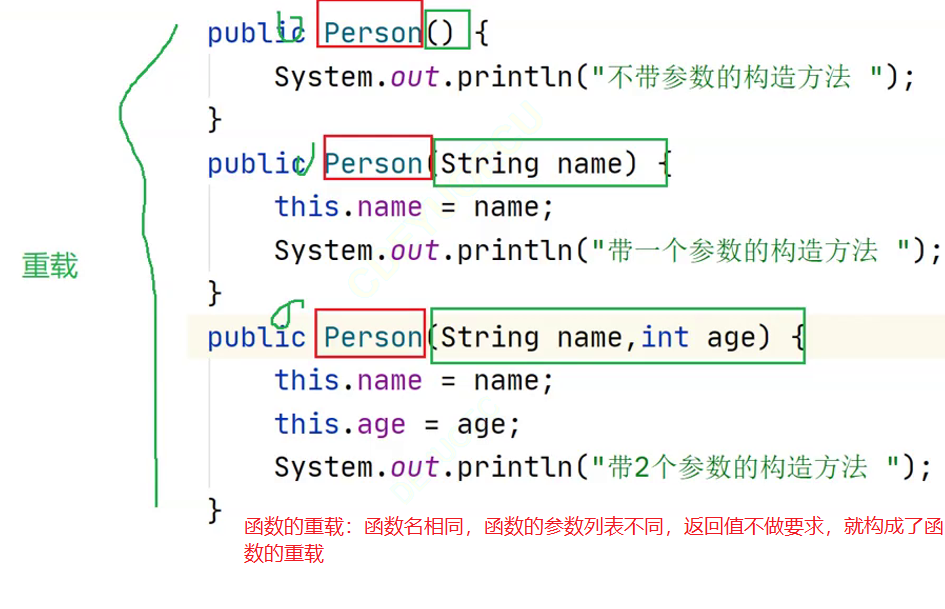 public Person() {
System.out.println("不带参数的构造方法 ");
}
public Person(String name) {
this.name = name;
System.out.println("带一个参数的构造方法 ");
}
重载
public Person(String name,int age) {
this.name = name;
this.age = age;
System.out.println("带2个参数的构造方法 ");
}
函数的重载：函数名相同，函数的参数列表不同，返回值不做要求，就构成了函
数的重载